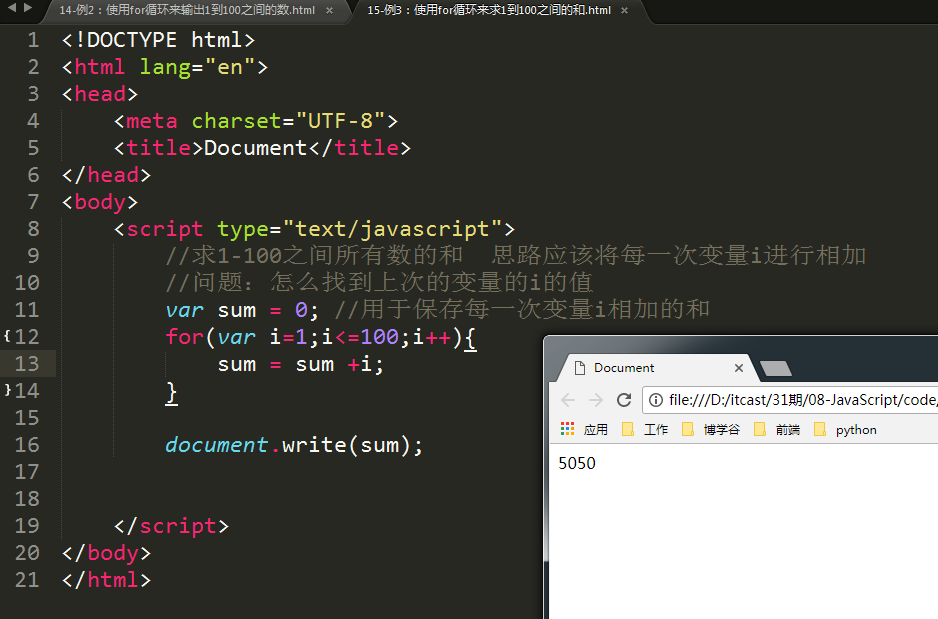 14-例2：使用for循环来输出1到100之间的数.html ×
15-例3：使用for循环来求1到100之间的和.html ×
1 <!DOCTYPE html>
2 <html lang="en">
3 <head>
4 <meta charset="UTF-8">
5 <title>Document</title>
6 </head>
7 <body>
8 <script type="text/javascript">
9 //求1-100之间所有数的和 思路应该将每一次变量i进行相加
10 //问题：怎么找到上次的变量的i的值
11 var sum = 0; //用于保存每一次变量i相加的和
{12 for(var i=1;i<=100;i++){
13 sum = sum +i;
}14 }
15
16 document.write(sum);
17
18
19 </script>
20 </body>
21 </html>
Document ×
file:///D:/itcast/31期/08-JavaScript/code/
应用 工作 博学谷 前端 python
5050